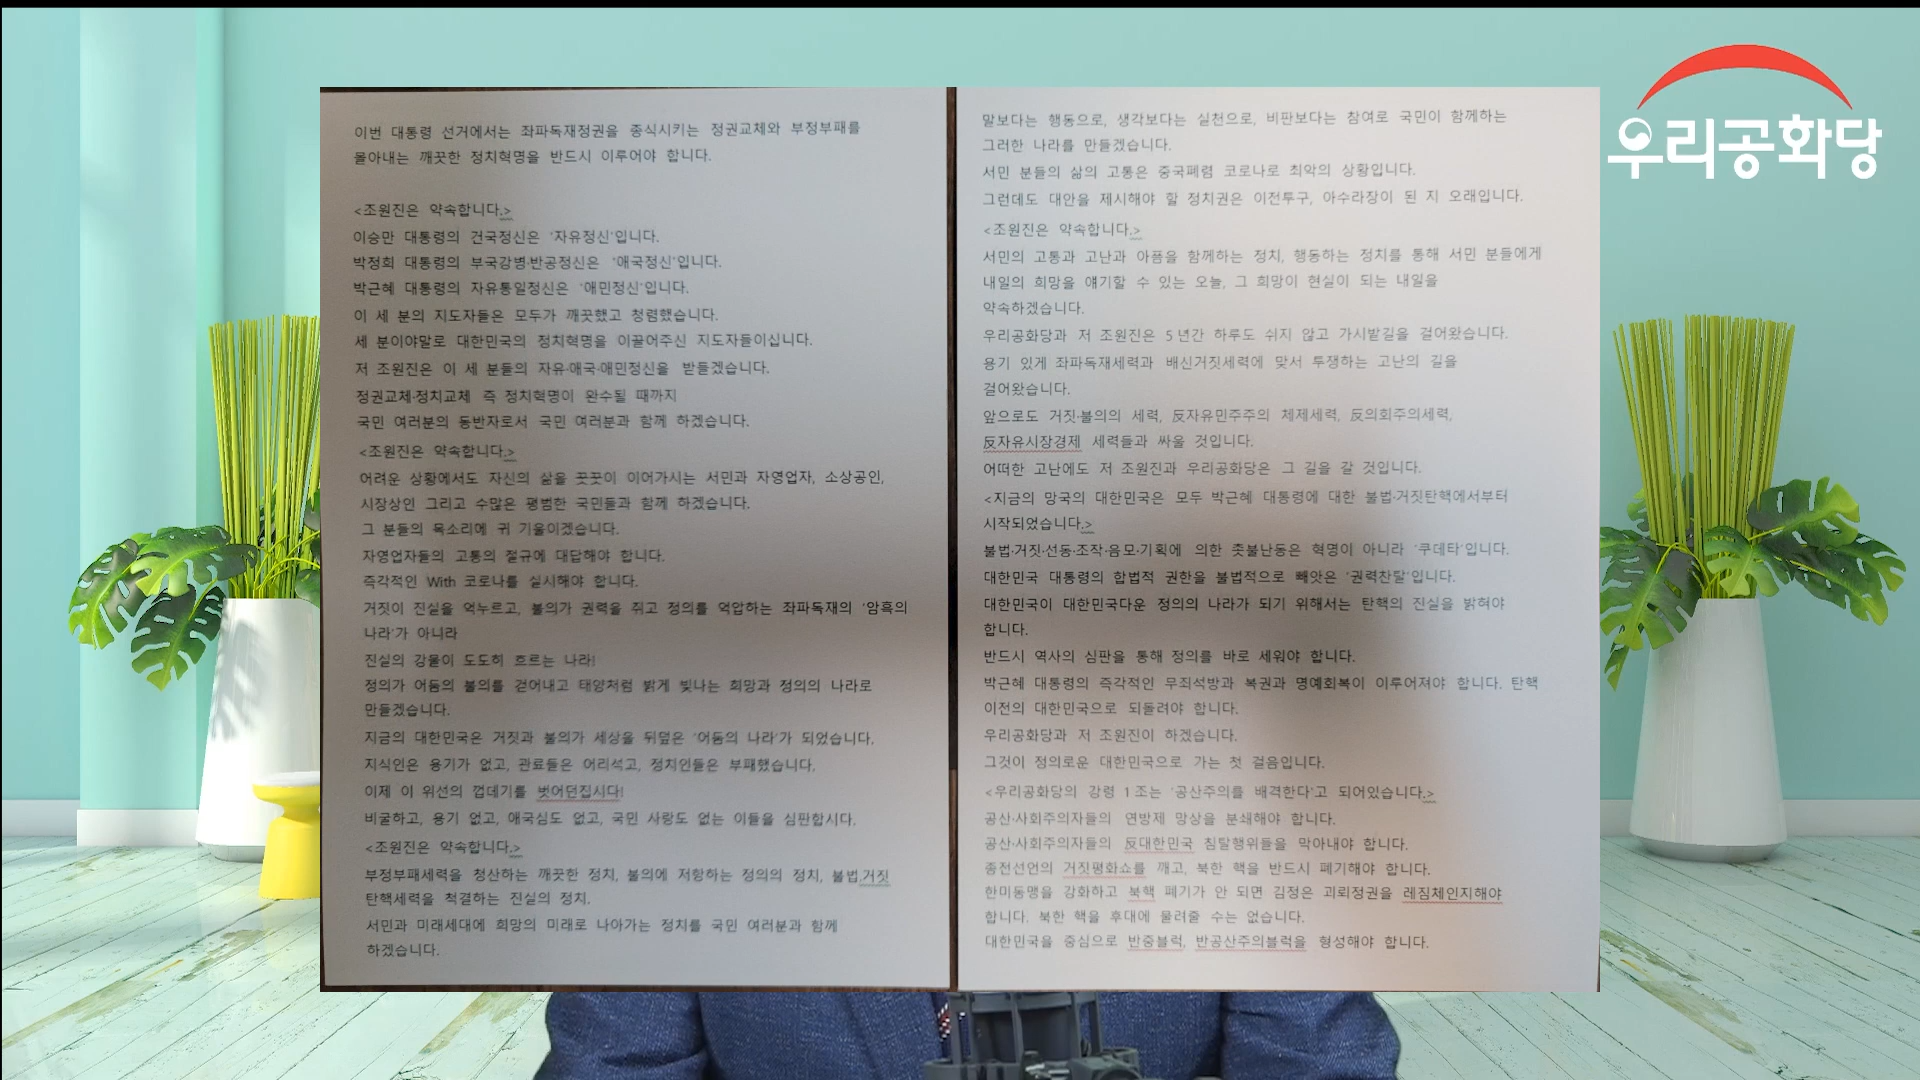 이번 대통령 선거에서는 좌파독재정권을 종식시키는 정권교체와 부정부패를
몰아내는 깨끗한 정치혁명을 반드시 이루어야 합니다.
<조원진은 약속합니다.>
이승만 대통령의 건국정신은 '자유정신'입니다.
박정희 대통령의 부국강병·반공정신은 '애국정신'입니다.
박근혜 대통령의 자유통일정신은 '애민정신'입니다.
이 세 분의 지도자들은 모두가 깨끗했고 청렴했습니다.
세 분이야말로 대한민국의 정치혁명을 이끌어주신 지도자들이십니다.
저 조원진은 이 세 분들의 자유·애국·애민정신을 받들겠습니다.
정권교체·정치교체 즉 정치혁명이 완수될 때까지
국민 여러분의 동반자로서 국민 여러분과 함께 하겠습니다.
<조원진은 약속합니다.>
어려운 상황에서도 자신의 삶을 꿋꿋이 이어가시는 서민과 자영업자, 소상공인,
시장상인 그리고 수많은 평범한 국민들과 함께 하겠습니다.
그 분들의 목소리에 귀 기울이겠습니다.
자영업자들의 고통의 절규에 대답해야 합니다.
즉각적인 With 코로나를 실시해야 합니다.
거짓이 진실을 억누르고, 불의가 권력을 쥐고 정의를 억압하는 좌파독재의 '암흑의
나라'가 아니라
진실의 강물이 도도히 흐르는 나라!
정의가 어둠의 불의를 걷어내고 태양처럼 밝게 빛나는 희망과 정의의 나라로
만들겠습니다.
지금의 대한민국은 거짓과 불의가 세상을 뒤덮은 '어둠의 나라'가 되었습니다.
지식인은 용기가 없고, 관료들은 어리석고, 정치인들은 부패했습니다.
이제 이 위선의 껍데기를 벗어던집시다!
비굴하고, 용기 없고, 애국심도 없고, 국민 사랑도 없는 이들을 심판합시다.
<조원진은 약속합니다.>
부정부패세력을 청산하는 깨끗한 정치, 불의에 저항하는 정의의 정치, 불법.거짓
탄핵세력을 척결하는 진실의 정치.
서민과 미래세대에 희망의 미래로 나아가는 정치를 국민 여러분과 함께
하겠습니다.
말보다는 행동으로, 생각보다는 실천으로, 비판보다는 참여로 국민이 함께하는
그러한 나라를 만들겠습니다.
서민 분들의 삶의 고통은 중국폐렴 코로나로 최악의 상황입니다.
그런데도 대안을 제시해야 할 정치권은 이전투구, 아수라장이 된 지 오래입니다.
<조원진은 약속합니다.>
서민의 고통과 고난과 아픔을 함께하는 정치, 행동하는 정치를 통해 서민 분들에게
내일의 희망을 얘기할 수 있는 오늘, 그 희망이 현실이 되는 내일을
약속하겠습니다.
우리공화당과 저 조원진은 5년간 하루도 쉬지 않고 가시밭길을 걸어왔습니다.
용기 있게 좌파독재세력과 배신거짓세력에 맞서 투쟁하는 고난의 길을
걸어왔습니다.
앞으로도 거짓·불의의 세력, 反자유민주주의 체제세력, 反의회주의세력,
反자유시장경제 세력들과 싸울 것입니다.
어떠한 고난에도 저 조원진과 우리공화당은 그 길을 갈 것입니다.
<지금의 망국의 대한민국은 모두 박근혜 대통령에 대한 불법·거짓탄핵에서부터
시작되었습니다.>
불법·거짓·선동·조작·음모·기획에 의한 촛불난동은 혁명이 아니라 '쿠데타'입니다.
대한민국 대통령의 합법적 권한을 불법적으로 빼앗은 '권력찬탈'입니다.
대한민국이 대한민국다운 정의의 나라가 되기 위해서는 탄핵의 진실을 밝혀야
합니다.
반드시 역사의 심판을 통해 정의를 바로 세워야 합니다.
박근혜 대통령의 즉각적인 무죄석방과 복권과 명예회복이 이루어져야 합니다. 탄핵
이전의 대한민국으로 되돌려야 합니다.
우리공화당과 저 조원진이 하겠습니다.
그것이 정의로운 대한민국으로 가는 첫 걸음입니다.
<우리공화당의 강령 1조는 '공산주의를 배격한다'고 되어있습니다.>
공산·사회주의자들의 연방제 망상을 분쇄해야 합니다.
공산·사회주의자들의 反대한민국 침탈행위들을 막아내야 합니다.
종전선언의 거짓평화쇼를 깨고, 북한 핵을 반드시 폐기해야 합니다.
한미동맹을 강화하고 북핵 폐기가 안 되면 김정은 괴뢰정권을 레짐체인지해야
합니다. 북한 핵을 후대에 물려줄 수는 없습니다.
대한민국을 중심으로 반중블럭, 반공산주의블럭을 형성해야 합니다.
우리공화당